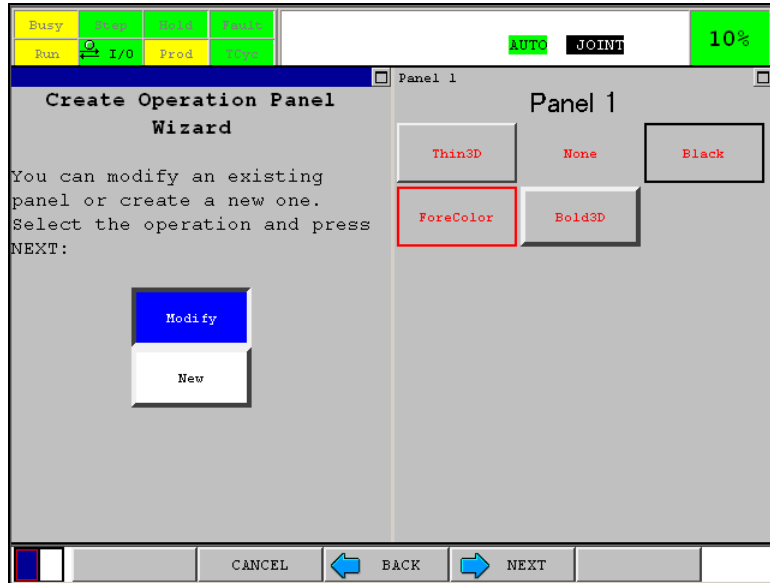 Busy Step Hold Fault
Run I/O Prod TCyc
AUTO JOINT
10%
Panel 1
Create Operation Panel
Wizard
You can modify an existing
panel or create a new one.
Select the operation and press
NEXT:
Modify
New
Panel 1
Thin3D None Black
ForeColor Bold3D
CANCEL BACK NEXT